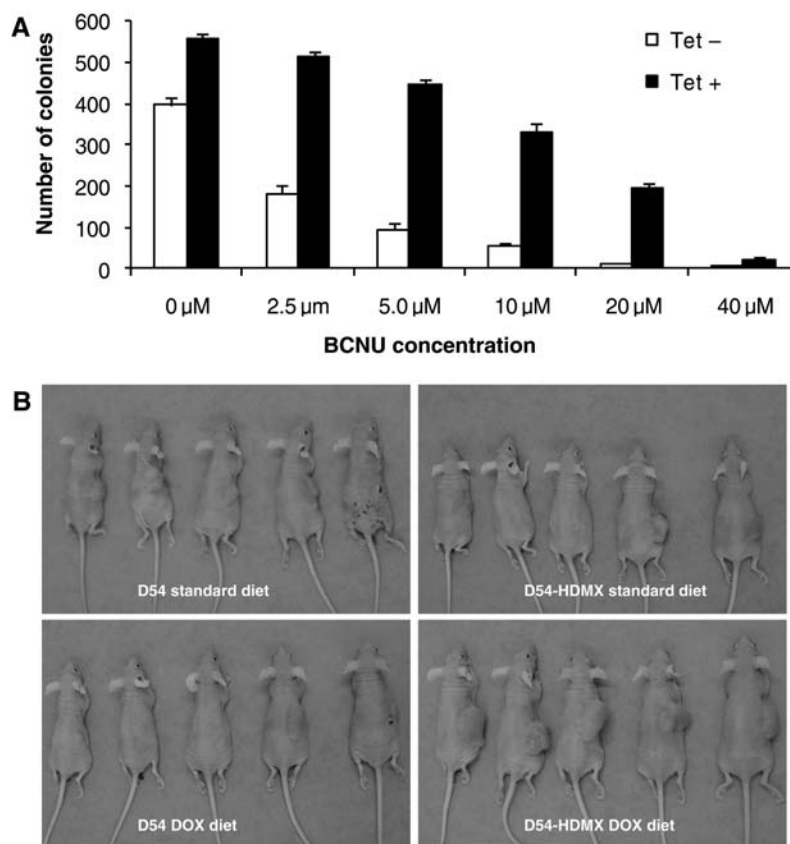 A
Number of colonies
600
500
400
300
200
100
0
Tet –
Tet +
0 µM
2.5 µm
5.0 µM
10 µM
20 µM
40 µM
BCNU concentration
B
D54 standard diet
D54-HDMX standard diet
D54 DOX diet
D54-HDMX DOX diet